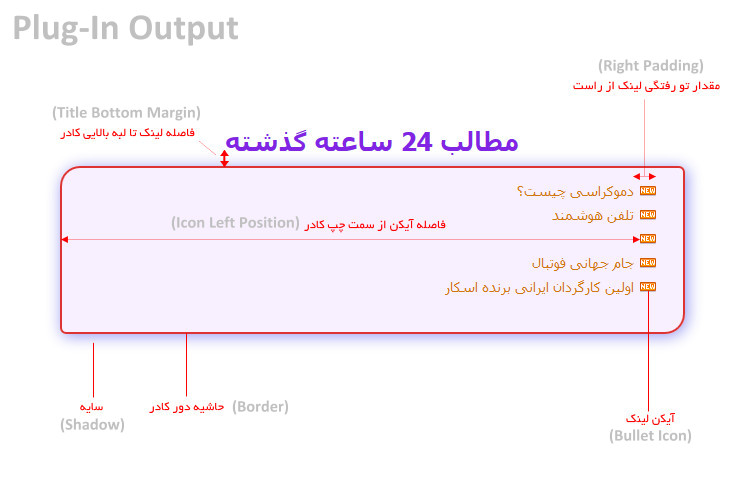 Plug-In Output
(Right Padding)
مقدار تو رفتگی لینک از راست
(Title Bottom Margin)
فاصله لینک تا لبه بالایی کادر
مطالب 24 ساعته گذشته
NEW دموکراسی چیست؟
NEW تلفن هوشمند
فاصله آیکن از سمت چپ کادر (Icon Left Position)
NEW
NEW جام جهانی فوتبال
NEW اولین کارگردان ایرانی برنده اسکار
سایه
(Shadow)
حاشیه دور کادر (Border)
آیکن لینک
(Bullet Icon)